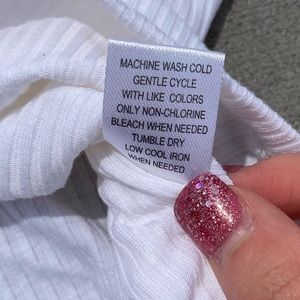 MACHINE WASH COLD
GENTLE CYCLE
WITH LIKE COLORS
ONLY NON-CHLORINE
BLEACH WHEN NEEDED
TUMBLE DRY
LOW COOL IRON
WHEN NEEDED